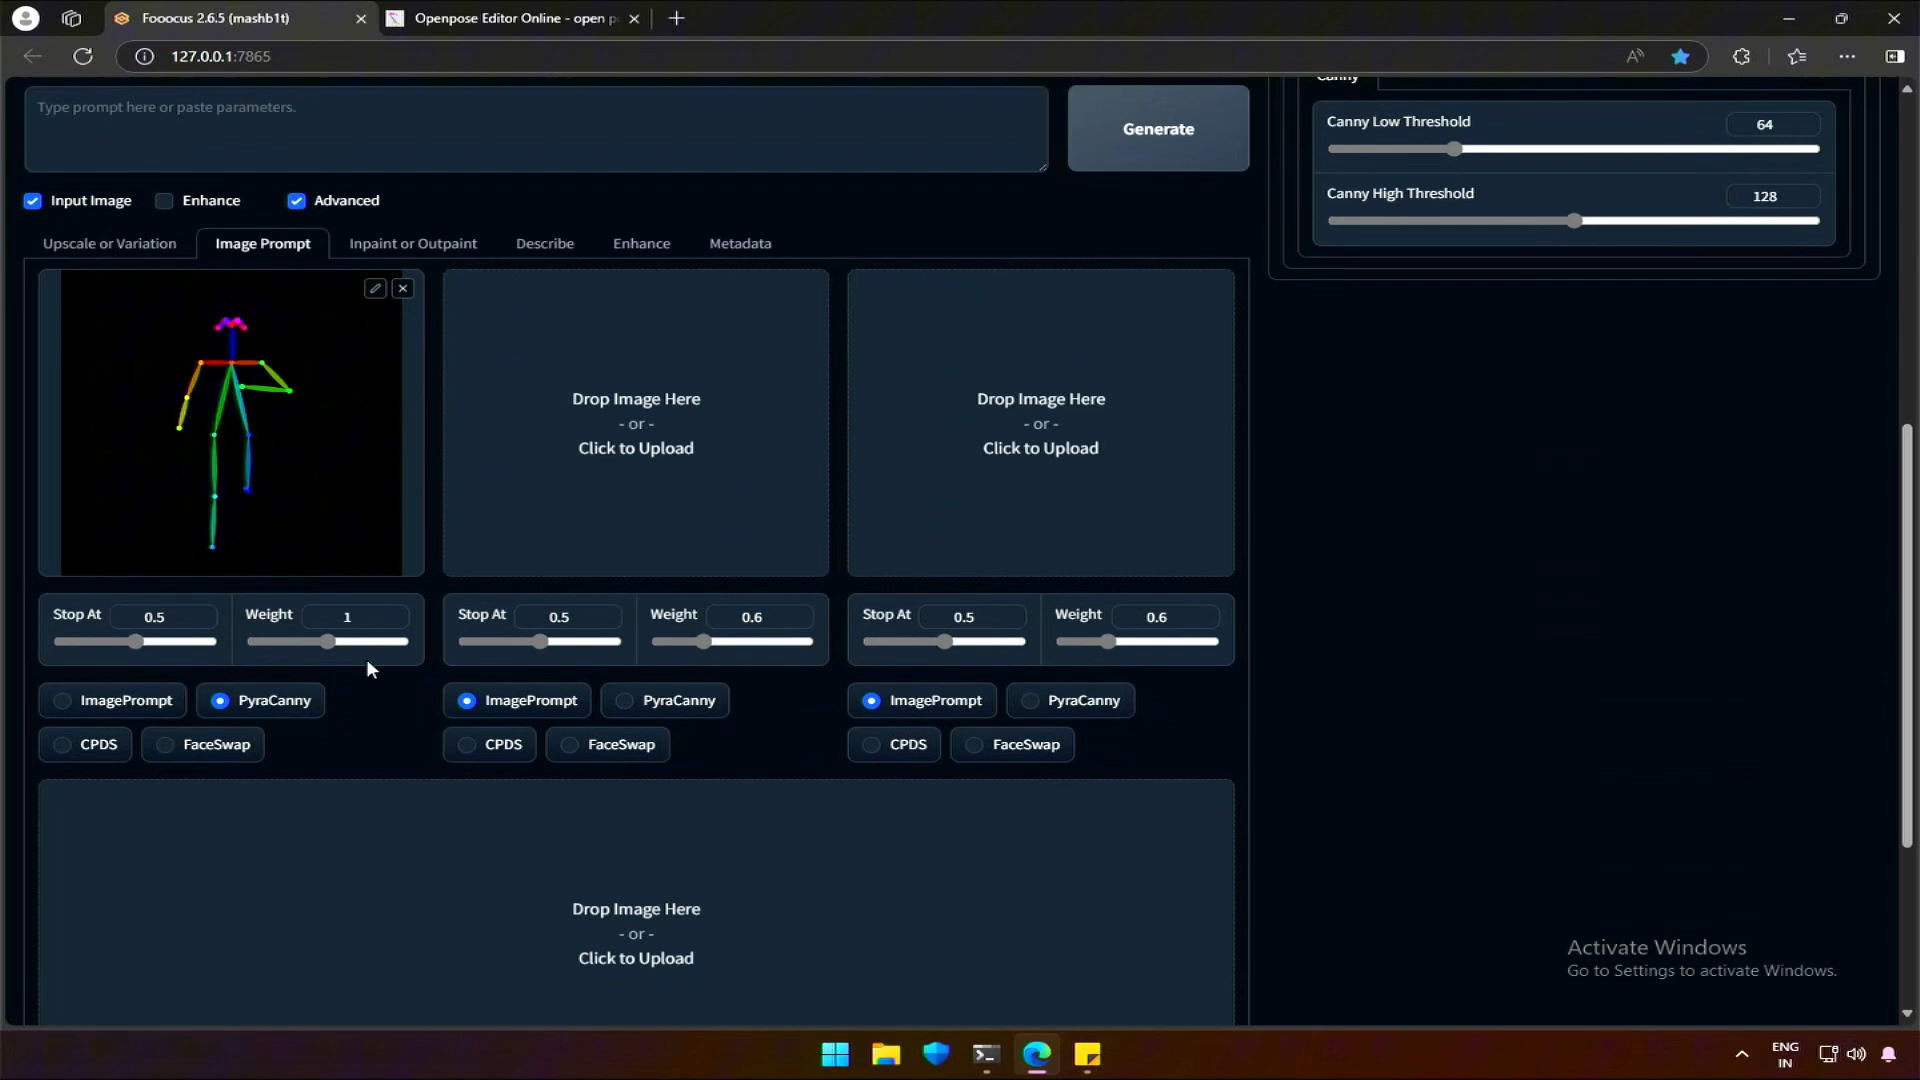 Fooocus 2.6.5 (mashb1t)
Openpose Editor Online - open p
127.0.0.1:7865
Type prompt here or paste parameters.
Generate
Canny
Canny Low Threshold
64
Canny High Threshold
128
Input Image
Enhance
Advanced
Upscale or Variation
Image Prompt
Inpaint or Outpaint
Describe
Enhance
Metadata
Drop Image Here
- or -
Click to Upload
Drop Image Here
- or -
Click to Upload
Stop At
0.5
Weight
1
Stop At
0.5
Weight
0.6
Stop At
0.5
Weight
0.6
ImagePrompt
PyraCanny
ImagePrompt
PyraCanny
ImagePrompt
PyraCanny
CPDS
FaceSwap
CPDS
FaceSwap
CPDS
FaceSwap
Drop Image Here
- or -
Click to Upload
Activate Windows
Go to Settings to activate Windows.
ENG
IN